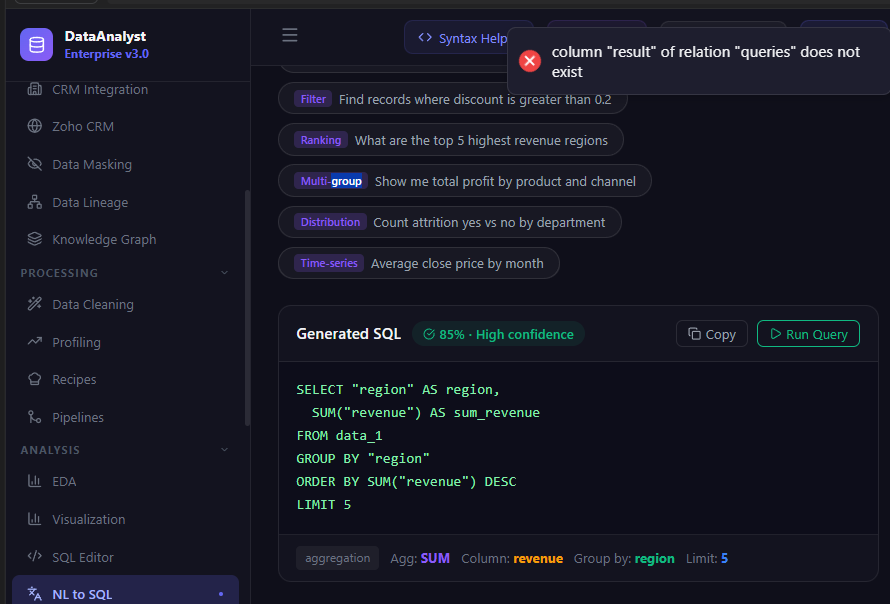 DataAnalyst
Enterprise v3.0
CRM Integration
Zoho CRM
Data Masking
Data Lineage
Knowledge Graph
PROCESSING
Data Cleaning
Profiling
Recipes
Pipelines
ANALYSIS
EDA
Visualization
SQL Editor
NL to SQL
Syntax Help
column "result" of relation "queries" does not
exist
Filter Find records where discount is greater than 0.2
Ranking What are the top 5 highest revenue regions
Multi-group Show me total profit by product and channel
Distribution Count attrition yes vs no by department
Time-series Average close price by month
Generated SQL 85% · High confidence Copy Run Query
SELECT "region" AS region,
SUM("revenue") AS sum_revenue
FROM data_1
GROUP BY "region"
ORDER BY SUM("revenue") DESC
LIMIT 5
aggregation Agg: SUM Column: revenue Group by: region Limit: 5